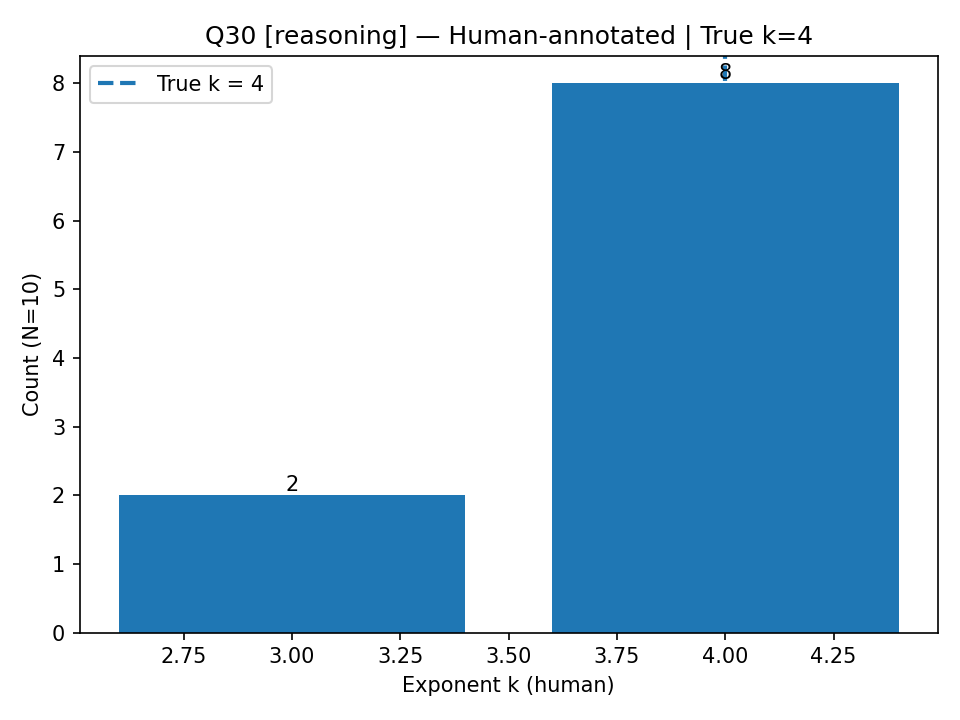 Q30 [reasoning] — Human-annotated | True k=4
True k = 4
8
8
7
6
5
4
3
2
1
0
2
Count (N=10)
2.75 3.00 3.25 3.50 3.75 4.00 4.25
Exponent k (human)